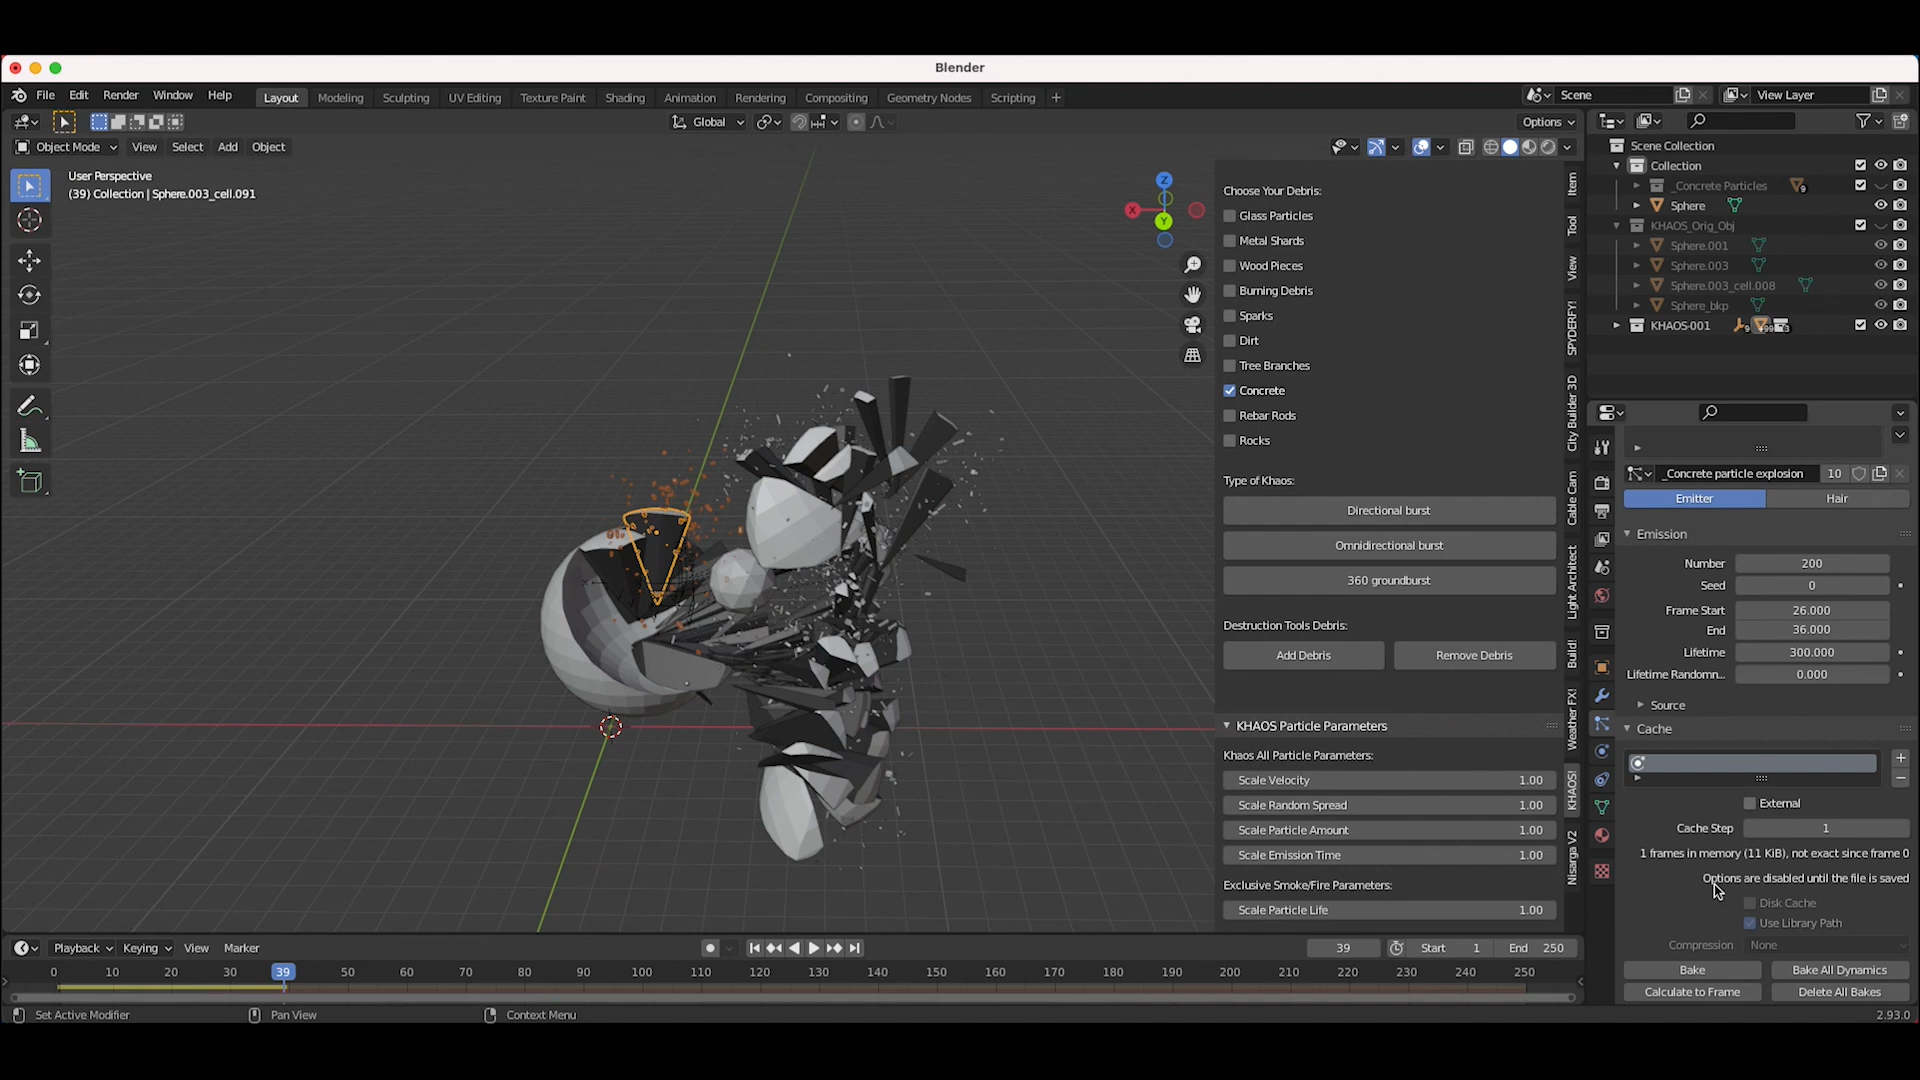 Blender
File Edit Render Window Help
Layout Modeling Sculpting UV Editing Texture Paint Shading Animation Rendering Compositing Geometry Nodes Scripting +
Scene
View Layer
Global
Options
Object Mode View Select Add Object
User Perspective
(39) Collection | Sphere.003_cell.091
Z
X
Y
Choose Your Debris:
Glass Particles
Metal Shards
Wood Pieces
Burning Debris
Sparks
Dirt
Tree Branches
Concrete
Rebar Rods
Rocks
Type of Khaos:
Directional burst
Omnidirectional burst
360 groundburst
Destruction Tools Debris:
Add Debris Remove Debris
KHAOS Particle Parameters
Khaos All Particle Parameters:
Scale Velocity 1.00
Scale Random Spread 1.00
Scale Particle Amount 1.00
Scale Emission Time 1.00
Exclusive Smoke/Fire Parameters:
Scale Particle Life 1.00
Item
Tool
View
SPYDERFY!
City Builder 3D
Cable Cam
Light Architect
Build!
Weather FX!
KHAOS!
Nisarga V2
Scene Collection
Collection
_Concrete Particles 9
Sphere
KHAOS_Orig_Obj
Sphere.001
Sphere.003
Sphere.003_cell.008
Sphere_bkp
KHAOS-001
_Concrete particle explosion 10
Emitter Hair
Emission
Number 200
Seed 0
Frame Start 26.000
End 36.000
Lifetime 300.000
Lifetime Randomn... 0.000
Source
Cache
External
Cache Step 1
1 frames in memory (11 KiB), not exact since frame 0
Options are disabled until the file is saved
Disk Cache
Use Library Path
Compression None
Bake Bake All Dynamics
Calculate to Frame Delete All Bakes
Playback Keying View Marker
39 Start 1 End 250
0 10 20 30 39 50 60 70 80 90 100 110 120 130 140 150 160 170 180 190 200 210 220 230 240 250
Set Active Modifier Pan View Context Menu 2.93.0